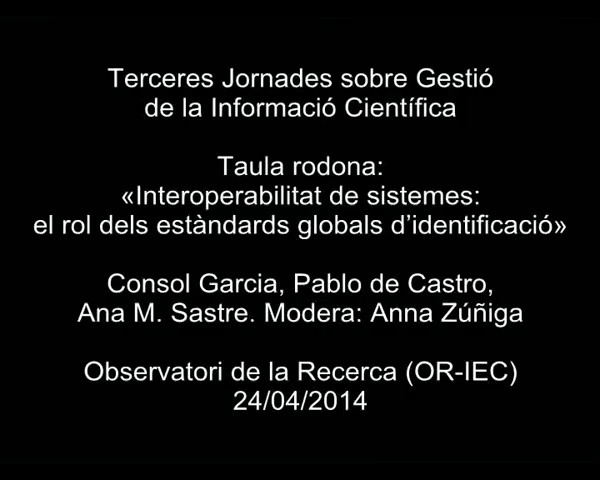 Terceres Jornades sobre Gestió
de la Informació Científica
Taula rodona:
«Interoperabilitat de sistemes:
el rol dels estàndards globals d’identificació»
Consol Garcia, Pablo de Castro,
Ana M. Sastre. Modera: Anna Zúñiga
Observatori de la Recerca (OR-IEC)
24/04/2014